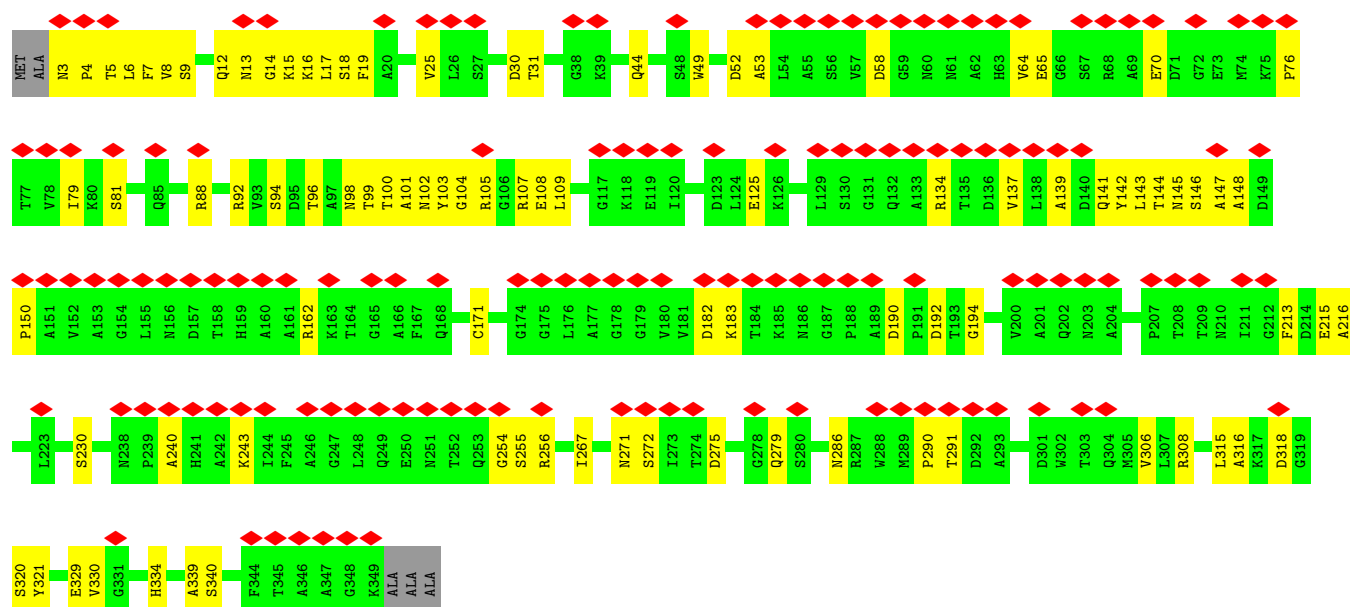 MET ALA N3 P4 T5 L6 F7 V8 S9 Q12 N13 G14 K15 K16 L17 S18 F19 A20 V25 L26 S27 D30 T31 G38 K39 Q44 S48 W49 D52 A53 L54 A55 S56 V57 D58 G59 N60 N61 A62 H63 V64 E65 G66 S67 R68 A69 E70 D71 G72 E73 M74 K75 P76
T77 V78 I79 K80 S81 Q85 R88 R92 V93 S94 D95 T96 A97 N98 T99 T100 A101 N102 Y103 G104 R105 G106 R107 E108 L109 G117 K118 E119 I120 D123 L124 E125 K126 L129 S130 G131 Q132 A133 R134 T135 D136 V137 L138 A139 D140 Q141 Y142 L143 T144 N145 S146 A147 A148 D149
P150 A151 V152 A153 G154 L155 N156 D157 T158 H159 A160 A161 R162 K163 T164 G165 A166 F167 Q168 C171 G174 G175 L176 A177 G178 G179 V180 V181 D182 K183 T184 K185 N186 G187 P188 A189 D190 P191 D192 T193 G194 V200 A201 Q202 N203 A204 P207 T208 T209 N210 I211 G212 F213 D214 E215 A216
L223 S230 N238 P239 A240 H241 A242 K243 I244 F245 A246 G247 L248 Q249 E250 N251 T252 Q253 G254 S255 R256 I267 N271 S272 I273 T274 D275 G278 Q279 S280 N286 R287 W288 M289 P290 T291 D292 A293 D301 W302 T303 Q304 M305 V306 L307 R308 L315 A316 K317 D318 G319
S320 Y321 E329 V330 G331 H334 A339 S340 F344 T345 A346 A347 G348 K349 ALA ALA ALA